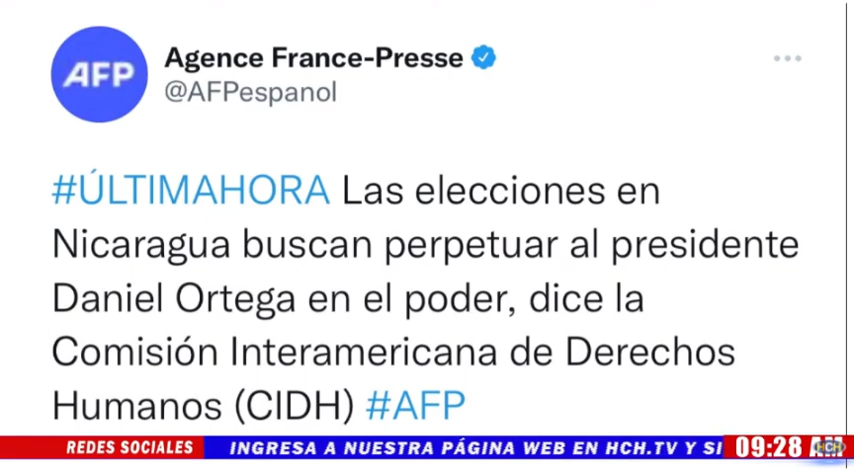 AFP
Agence France-Presse
@AFPespanol
#ÚLTIMAHORA Las elecciones en
Nicaragua buscan perpetuar al presidente
Daniel Ortega en el poder, dice la
Comisión Interamericana de Derechos
Humanos (CIDH) #AFP
REDES SOCIALES INGRESA A NUESTRA PÁGINA WEB EN HCH.TV Y SI 09:28 AM
HCH